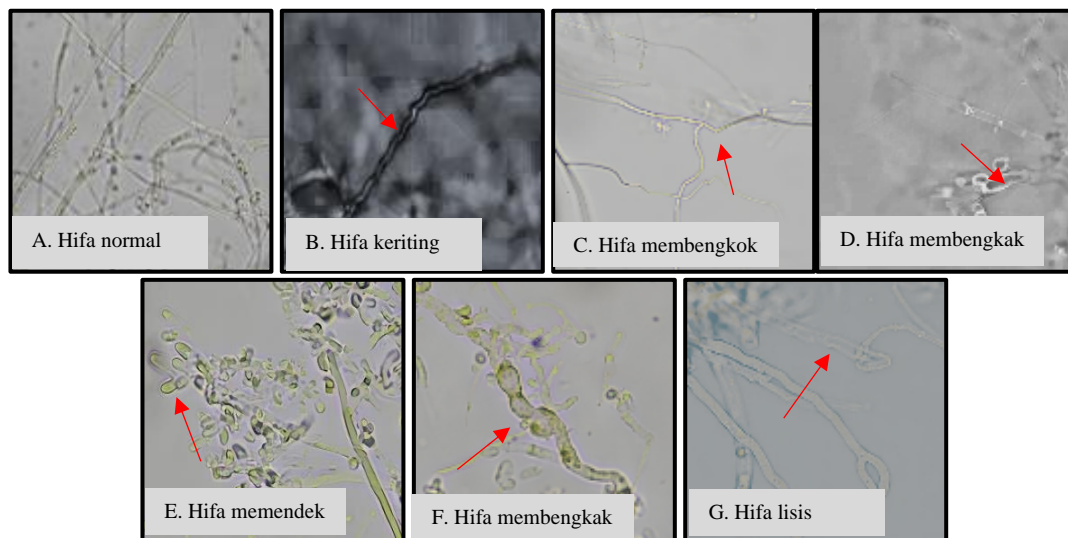 A. Hifa normal
B. Hifa keriting
C. Hifa membengkok
D. Hifa membengkak
E. Hifa memendek
F. Hifa membengkak
G. Hifa lisis